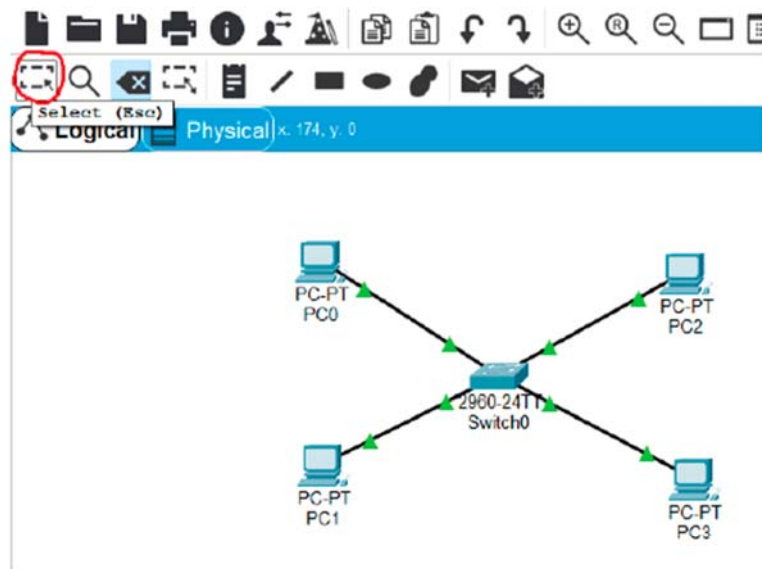 Select (Esc)
Logical
Physical
x: 174, y: 0
PC-PT
PC0
PC-PT
PC2
2960-24TT
Switch0
PC-PT
PC1
PC-PT
PC3